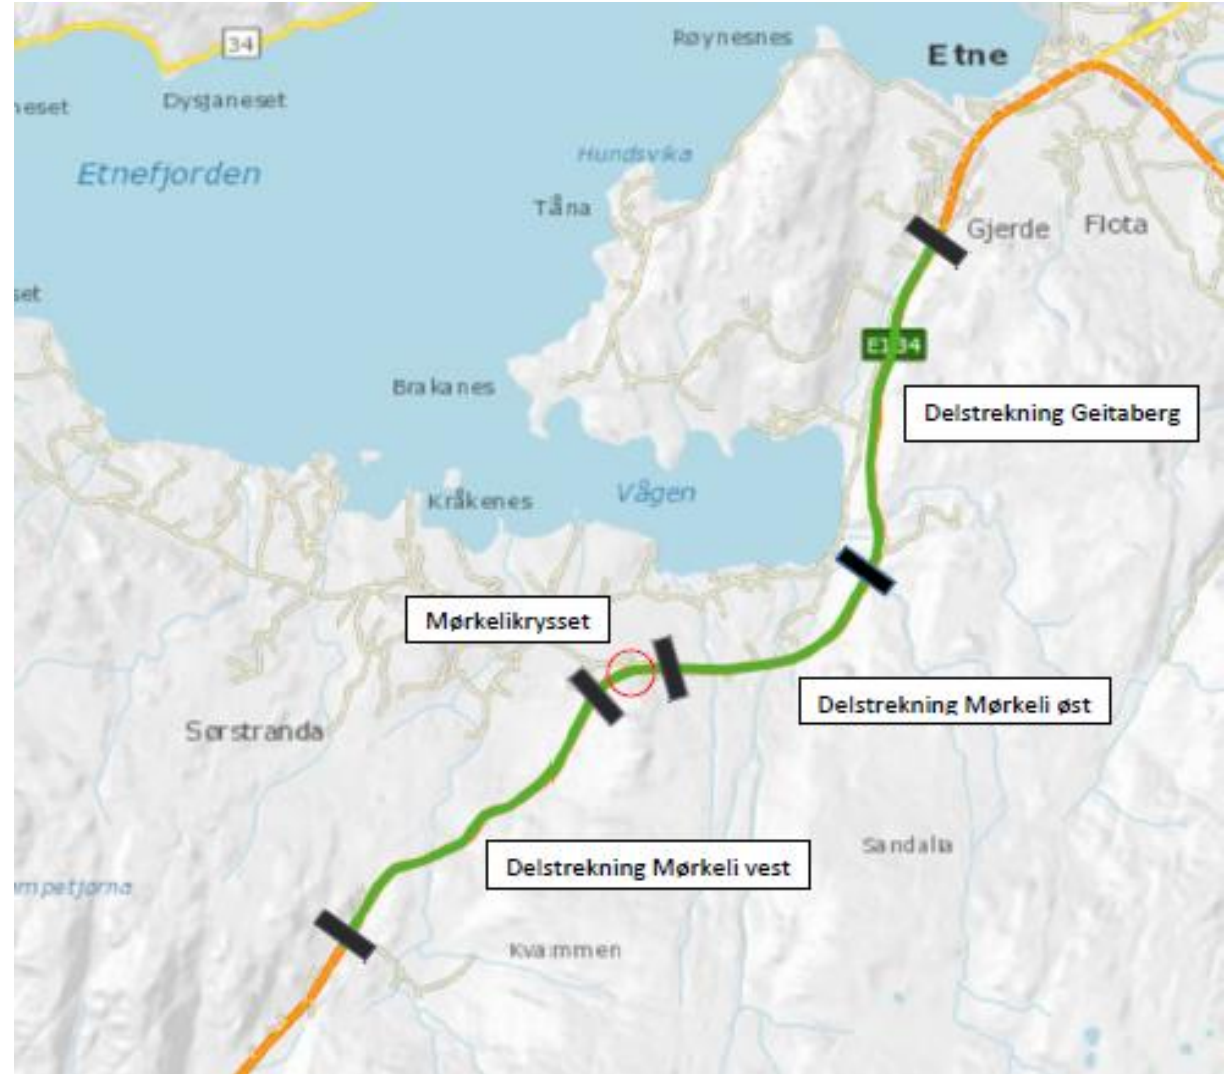 34
Røynesnes
Etne
Dysjaneset
neset
Hundsvika
Etnefjorden
Tåna
Gjerde
Flota
set
E134
Brakanes
Delstrekning Geitaberg
Kråkenes
Vågen
Mørkelikrysset
Delstrekning Mørkeli øst
Sørstranda
Sandalia
Delstrekning Mørkeli vest
mpetjørna
Kvammen